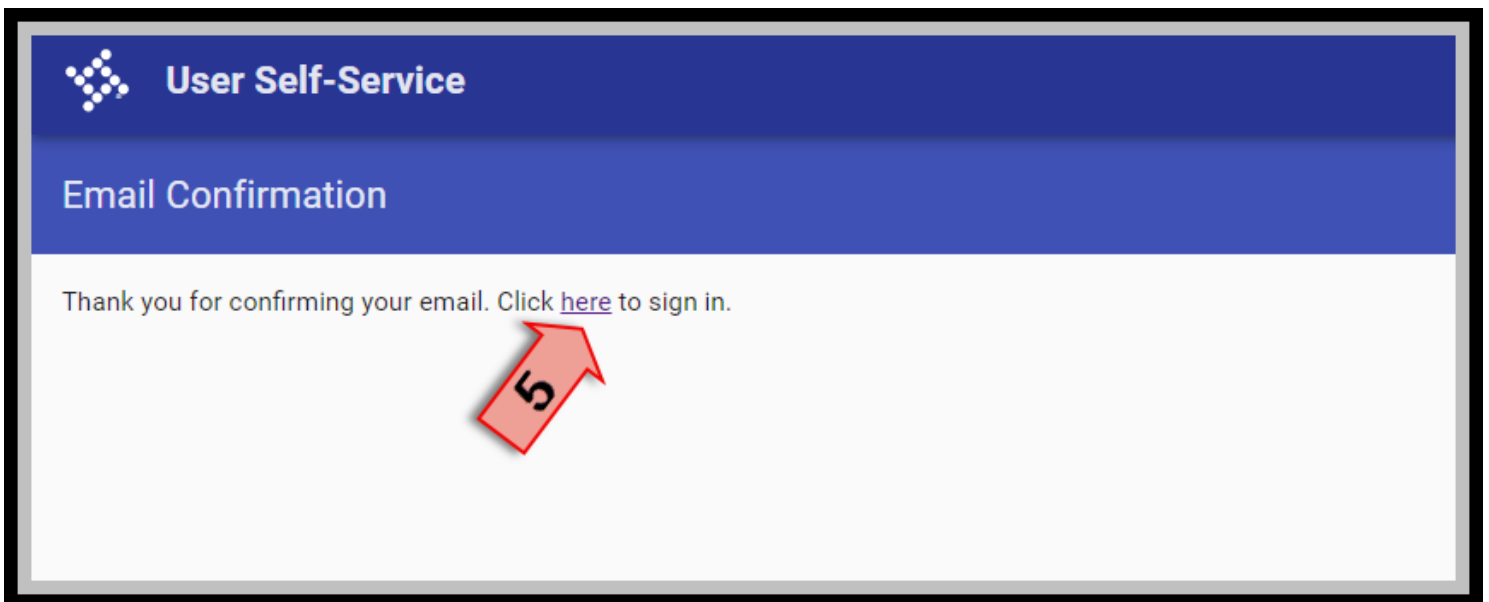 User Self-Service
Email Confirmation
Thank you for confirming your email. Click here to sign in.
5